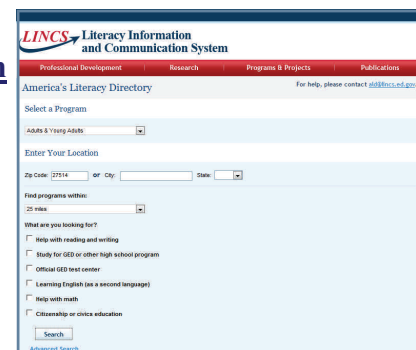 LINCS Literacy Information
and Communication System
Professional Development Research Programs & Projects Publications
America's Literacy Directory
For help, please contact ald@lincs.ed.gov.
Select a Program
Adults & Young Adults
Enter Your Location
Zip Code: 27514 or City: State:
Find programs within:
25 miles
What are you looking for?
Help with reading and writing
Study for GED or other high school program
Official GED test center
Learning English (as a second language)
Help with math
Citizenship or civics education
Search
Advanced Search